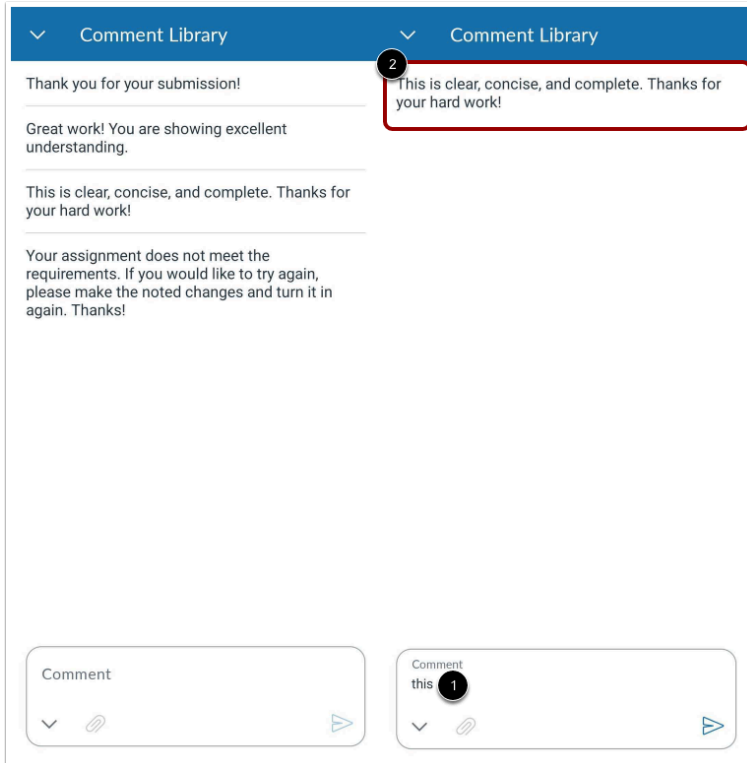 Comment Library
Thank you for your submission!
Great work! You are showing excellent
understanding.
This is clear, concise, and complete. Thanks for
your hard work!
Your assignment does not meet the
requirements. If you would like to try again,
please make the noted changes and turn it in
again. Thanks!
Comment
Comment Library
2
This is clear, concise, and complete. Thanks for
your hard work!
Comment
this 1